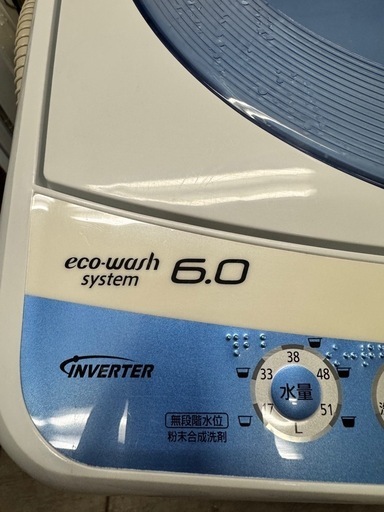 eco-wash system 6.0
INVERTER
38
33 48
水量
17 51
L
無段階水位
粉末合成洗剤